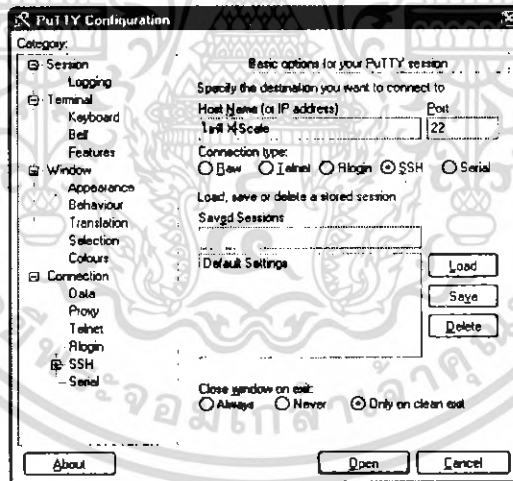 PuTTY Configuration
Category:
Session
Logging
Terminal
Keyboard
Bell
Features
Window
Appearance
Behaviour
Translation
Selection
Colours
Connection
Data
Proxy
Telnet
Rlogin
SSH
Serial
Basic options for your PuTTY session
Specify the destination you want to connect to
Host Name (or IP address) Port
22
Connection type:
Raw Telnet Rlogin SSH Serial
Load, save or delete a stored session
Saved Sessions
Default Settings
Load
Save
Delete
Close window on exit:
Always Never Only on clean exit
About Open Cancel